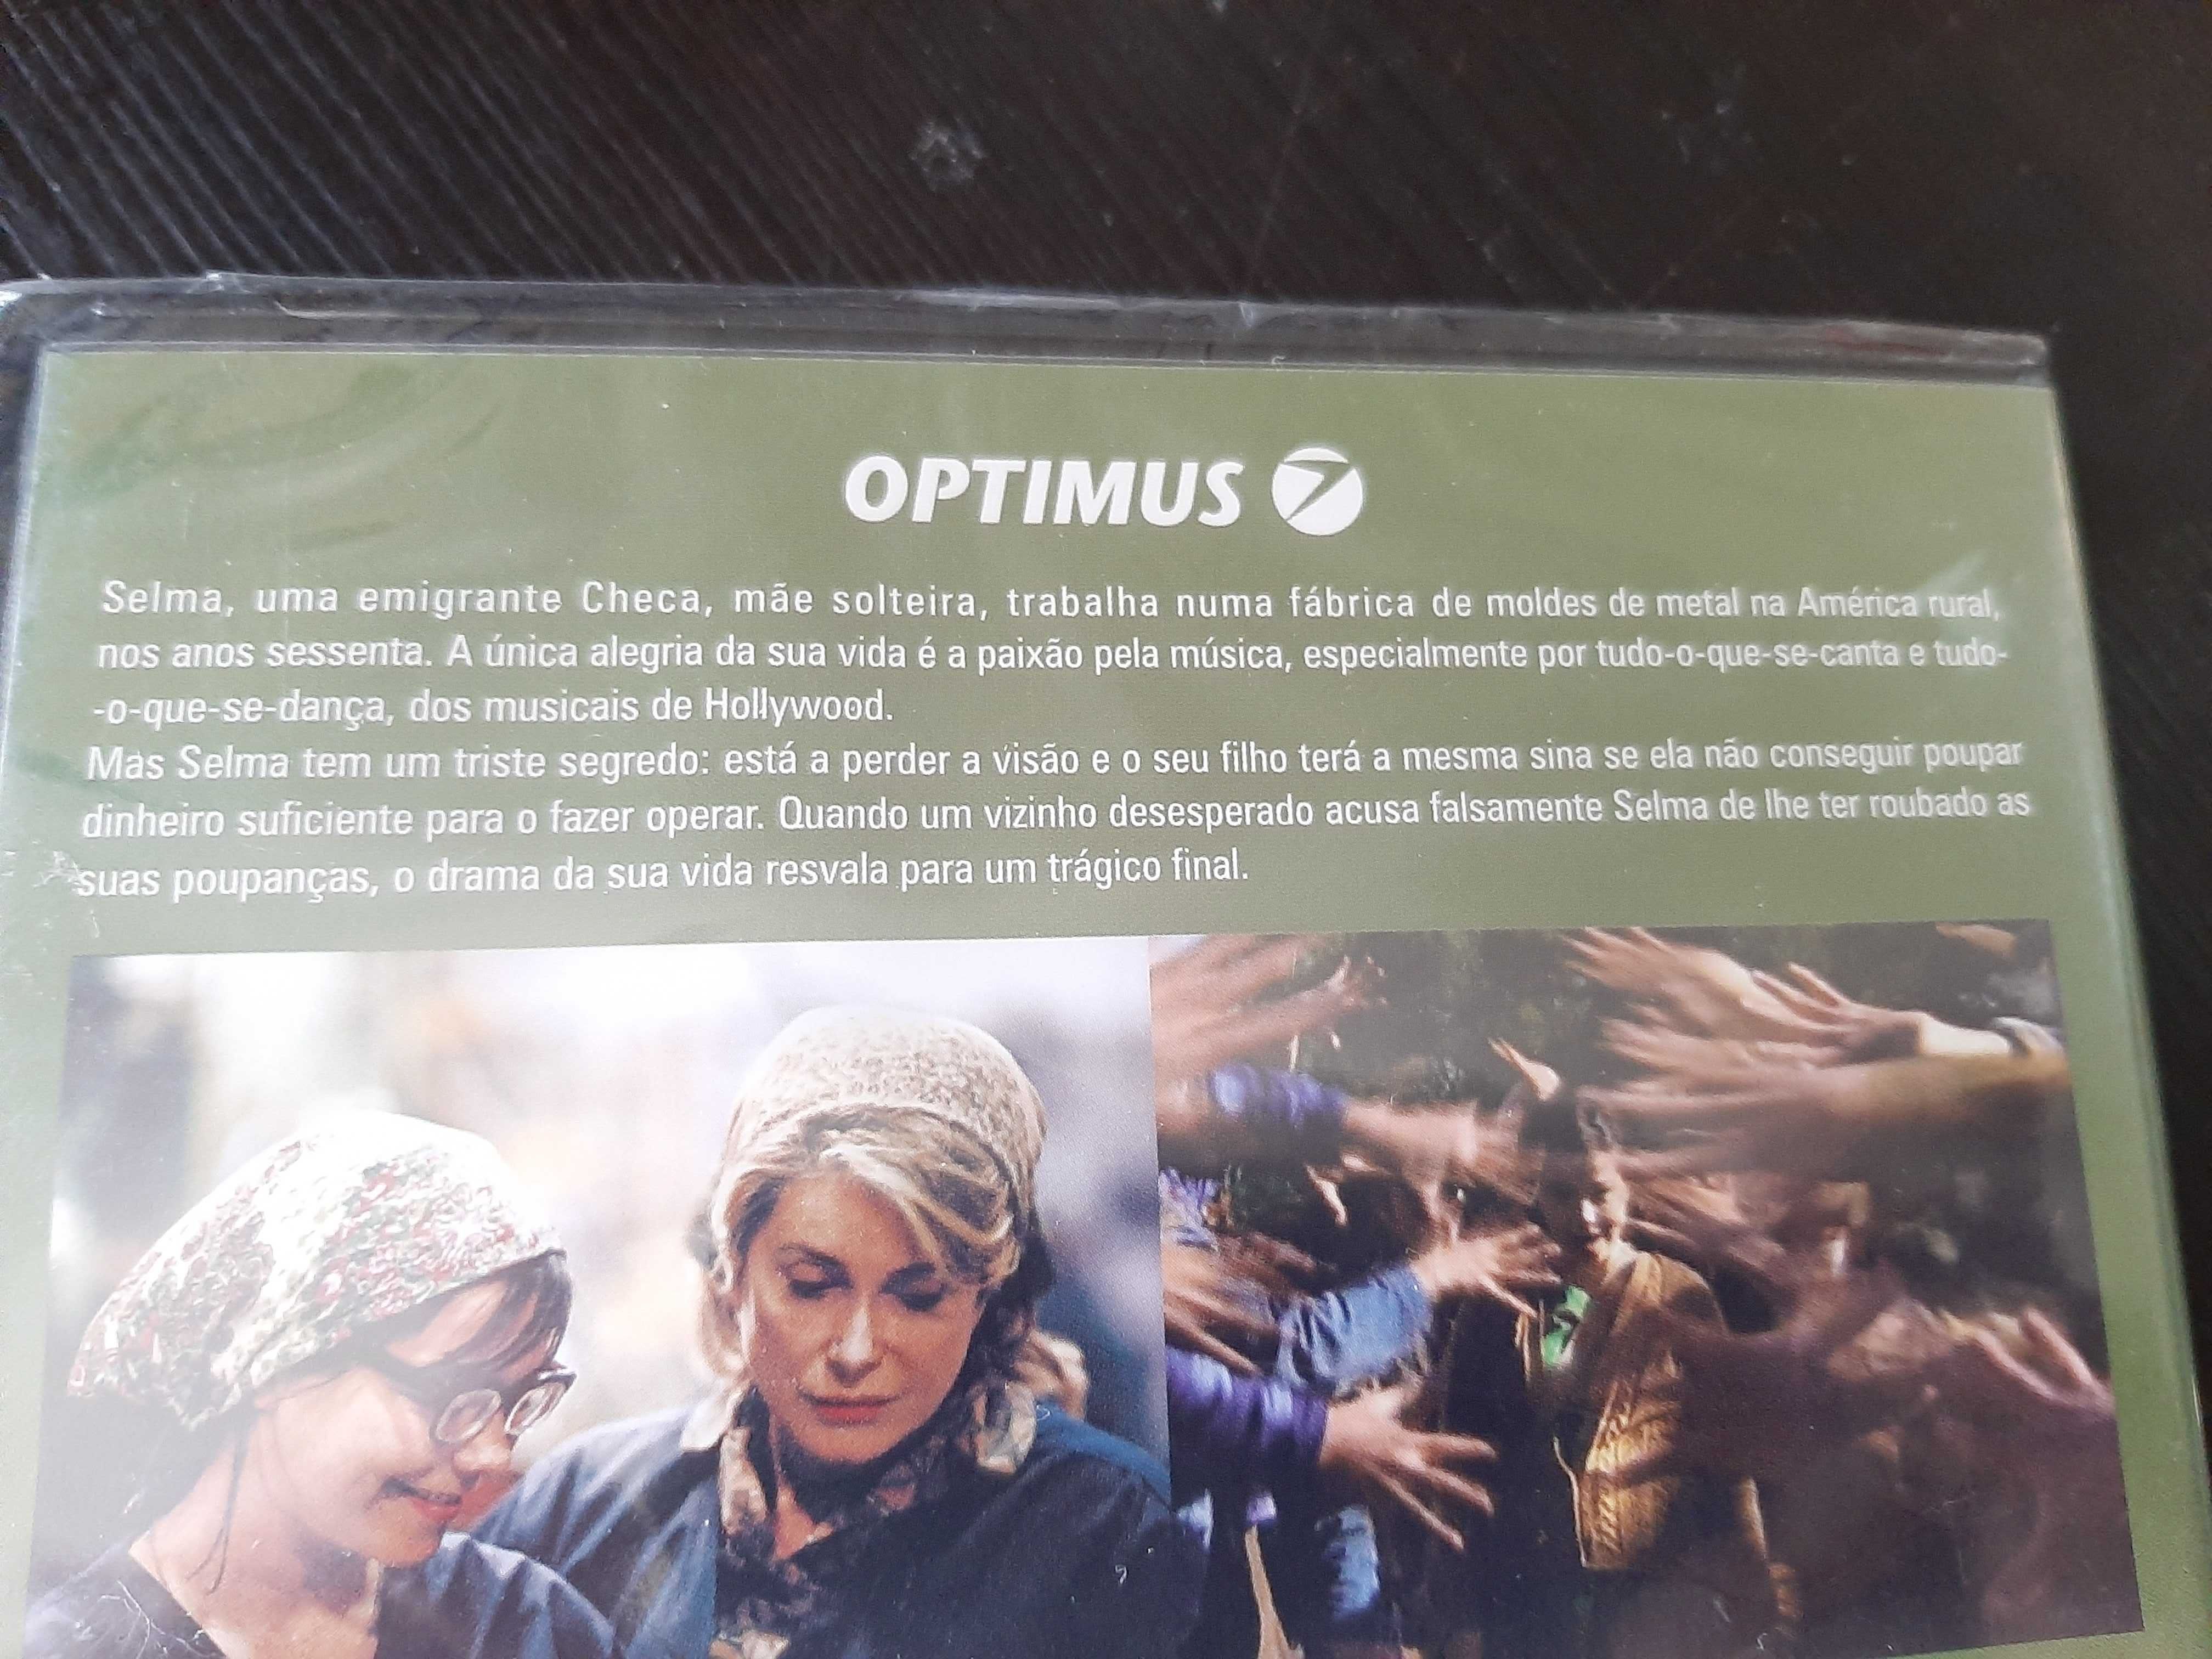 OPTIMUS
Selma, uma emigrante Checa, mãe solteira, trabalha numa fábrica de moldes de metal na América rural,
nos anos sessenta. A única alegria da sua vida é a paixão pela música, especialmente por tudo-o-que-se-canta e tudo-
-o-que-se-dança, dos musicais de Hollywood.
Mas Selma tem um triste segredo: está a perder a visão e o seu filho terá a mesma sina se ela não conseguir poupar
dinheiro suficiente para o fazer operar. Quando um vizinho desesperado acusa falsamente Selma de lhe ter roubado as
suas poupanças, o drama da sua vida resvala para um trágico final.